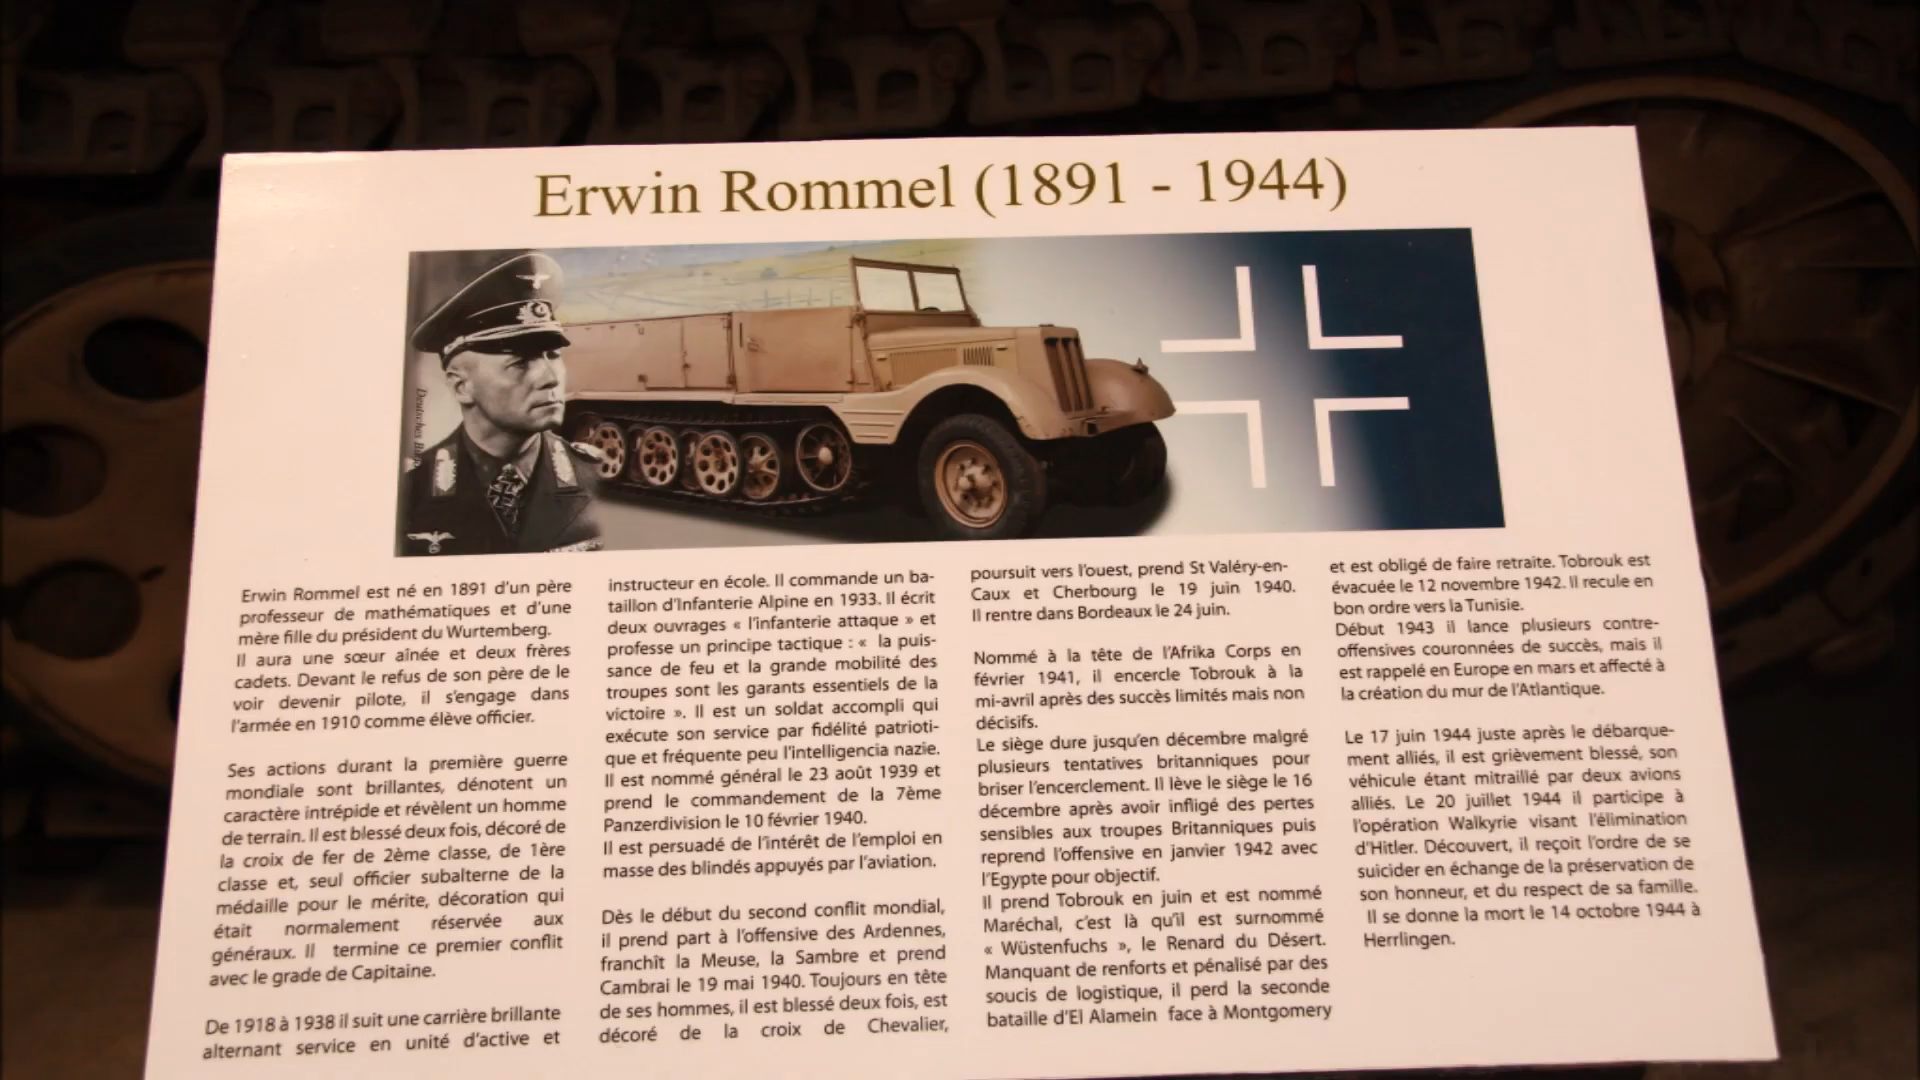 Erwin Rommel (1891 - 1944)
Erwin Rommel est né en 1891 d'un père
professeur de mathématiques et d'une
mère fille du président du Wurtemberg.
Il aura une sœur aînée et deux frères
cadets. Devant le refus de son père de le
voir devenir pilote, il s'engage dans
l'armée en 1910 comme élève officier.
Ses actions durant la première guerre
mondiale sont brillantes, dénotent un
caractère intrépide et révèlent un homme
de terrain. Il est blessé deux fois, décoré de
la croix de fer de 2ème classe, de 1ère
classe et, seul officier subalterne de la
médaille pour le mérite, décoration qui
était normalement réservée aux
généraux. Il termine ce premier conflit
avec le grade de Capitaine.
De 1918 à 1938 il suit une carrière brillante
alternant service en unité d'active et
instructeur en école. Il commande un ba-
taillon d'Infanterie Alpine en 1933. Il écrit
deux ouvrages « l'infanterie attaque » et
professe un principe tactique : « la puis-
sance de feu et la grande mobilité des
troupes sont les garants essentiels de la
victoire ». Il est un soldat accompli qui
exécute son service par fidélité patrioti-
que et fréquente peu l'intelligencia nazie.
Il est nommé général le 23 août 1939 et
prend le commandement de la 7ème
Panzerdivision le 10 février 1940.
Il est persuadé de l'intérêt de l'emploi en
masse des blindés appuyés par l'aviation.
Dès le début du second conflit mondial,
il prend part à l'offensive des Ardennes,
franchît la Meuse, la Sambre et prend
Cambrai le 19 mai 1940. Toujours en tête
de ses hommes, il est blessé deux fois, est
décoré de la croix de Chevalier,
poursuit vers l'ouest, prend St Valéry-en-
Caux et Cherbourg le 19 juin 1940.
Il rentre dans Bordeaux le 24 juin.
Nommé à la tête de l'Afrika Corps en
février 1941, il encercle Tobrouk à la
mi-avril après des succès limités mais non
décisifs.
Le siège dure jusqu'en décembre malgré
plusieurs tentatives britanniques pour
briser l'encerclement. Il lève le siège le 16
décembre après avoir infligé des pertes
sensibles aux troupes Britanniques puis
reprend l'offensive en janvier 1942 avec
l'Egypte pour objectif.
Il prend Tobrouk en juin et est nommé
Maréchal, c'est là qu'il est surnommé
« Wüstenfuchs », le Renard du Désert.
Manquant de renforts et pénalisé par des
soucis de logistique, il perd la seconde
bataille d'El Alamein face à Montgomery
et est obligé de faire retraite. Tobrouk est
évacuée le 12 novembre 1942. Il recule en
bon ordre vers la Tunisie.
Début 1943 il lance plusieurs contre-
offensives couronnées de succès, mais il
est rappelé en Europe en mars et affecté à
la création du mur de l'Atlantique.
Le 17 juin 1944 juste après le débarque-
ment alliés, il est grièvement blessé, son
véhicule étant mitraillé par deux avions
alliés. Le 20 juillet 1944 il participe à
l'opération Walkyrie visant l'élimination
d'Hitler. Découvert, il reçoit l'ordre de se
suicider en échange de la préservation de
son honneur, et du respect de sa famille.
Il se donne la mort le 14 octobre 1944 à
Herrlingen.
Deutsches